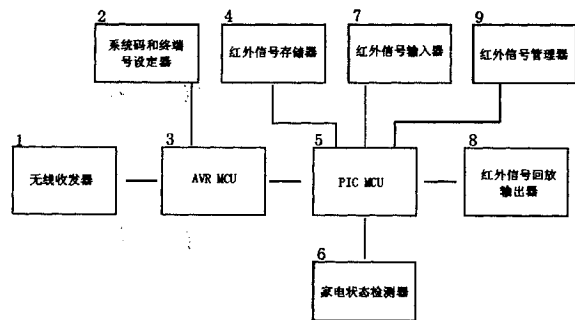 2
系统码和终端
号设定器
4
红外信号存储器
7
红外信号输入器
9
红外信号管理器
1
无线收发器
3
AVR MCU
5
PIC MCU
8
红外信号回放
输出器
6
家电状态检测器